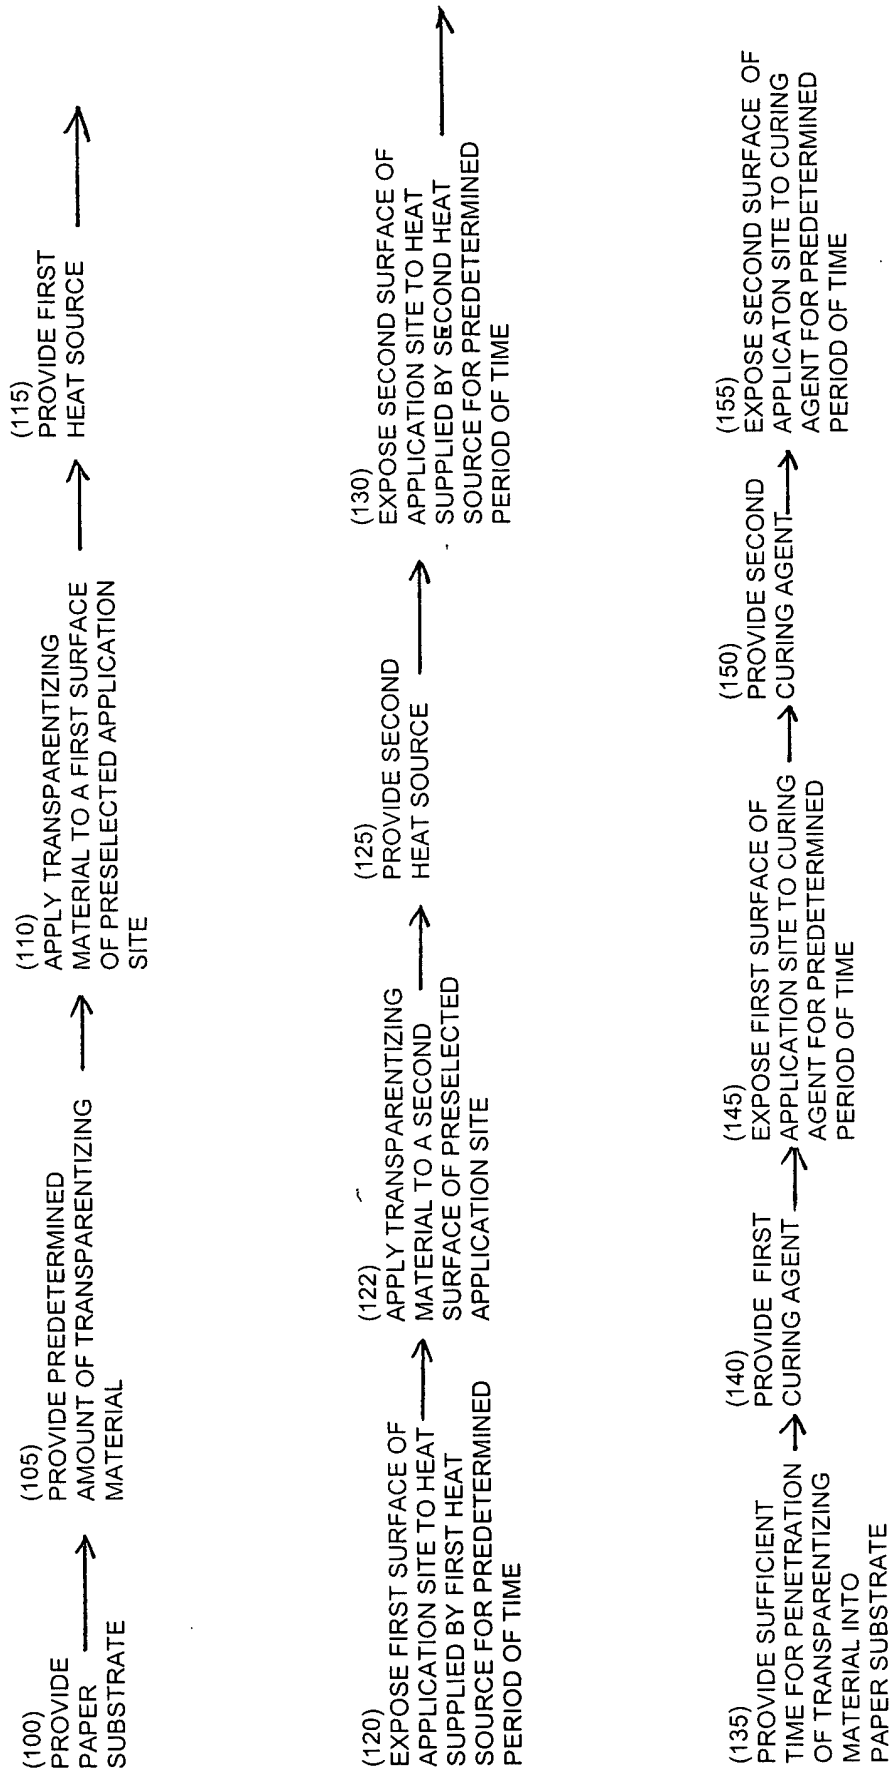 (100)
PROVIDE
PAPER
SUBSTRATE
(105)
PROVIDE PREDETERMINED
AMOUNT OF TRANSPARENTIZING
MATERIAL
(110)
APPLY TRANSPARENTIZING
MATERIAL TO A FIRST SURFACE
OF PRESELECTED APPLICATION
SITE
(115)
PROVIDE FIRST
HEAT SOURCE
(120)
EXPOSE FIRST SURFACE OF
APPLICATION SITE TO HEAT
SUPPLIED BY FIRST HEAT
SOURCE FOR PREDETERMINED
PERIOD OF TIME
(122)
APPLY TRANSPARENTIZING
MATERIAL TO A SECOND
SURFACE OF PRESELECTED
APPLICATION SITE
(125)
PROVIDE SECOND
HEAT SOURCE
(130)
EXPOSE SECOND SURFACE OF
APPLICATION SITE TO HEAT
SUPPLIED BY SECOND HEAT
SOURCE FOR PREDETERMINED
PERIOD OF TIME
(135)
PROVIDE SUFFICIENT
TIME FOR PENETRATION
OF TRANSPARENTIZING
MATERIAL INTO
PAPER SUBSTRATE
(140)
PROVIDE FIRST
CURING AGENT
(145)
EXPOSE FIRST SURFACE OF
APPLICATION SITE TO CURING
AGENT FOR PREDETERMINED
PERIOD OF TIME
(150)
PROVIDE SECOND
CURING AGENT
(155)
EXPOSE SECOND SURFACE OF
APPLICATON SITE TO CURING
AGENT FOR PREDETERMINED
PERIOD OF TIME